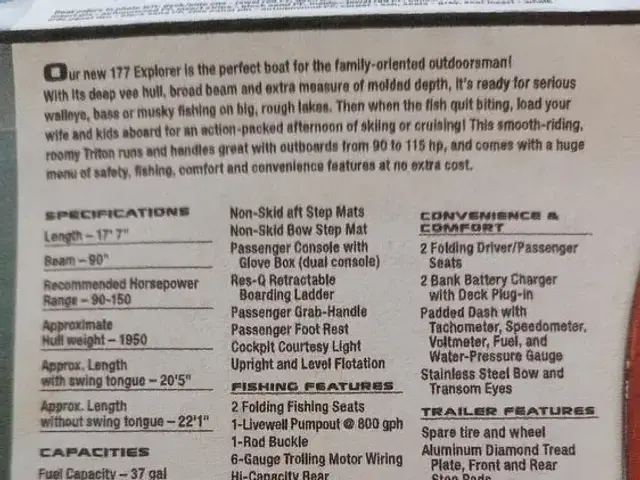 Our new 177 Explorer is the perfect boat for the family-oriented outdoorsman!
With its deep vee hull, broad beam and extra measure of molded depth, it's ready for serious
walleye, bass or musky fishing on big, rough lakes. Then when the fish quit biting, load your
wife and kids aboard for an action-packed afternoon of skiing or cruising! This smooth-riding,
roomy Triton runs and handles great with outboards from 90 to 115 hp, and comes with a huge
menu of safety, fishing, comfort and convenience features at no extra cost.
SPECIFICATIONS
Length – 17' 7"
Beam – 90"
Recommended Horsepower
Range – 90-150
Approximate
Hull weight – 1950
Approx. Length
with swing tongue – 20'5"
Approx. Length
without swing tongue – 22'1"
CAPACITIES
Fuel Capacity – 37 gal
Non-Skid aft Step Mats
Non-Skid Bow Step Mat
Passenger Console with
Glove Box (dual console)
Res-Q Retractable
Boarding Ladder
Passenger Grab-Handle
Passenger Foot Rest
Cockpit Courtesy Light
Upright and Level Flotation
FISHING FEATURES
2 Folding Fishing Seats
1-Livewell Pumpout @ 800 gph
1-Rod Buckle
6-Gauge Trolling Motor Wiring
Hi-Capacity Rear
CONVENIENCE &
COMFORT
2 Folding Driver/Passenger
Seats
2 Bank Battery Charger
with Deck Plug-in
Padded Dash with
Tachometer, Speedometer,
Voltmeter, Fuel, and
Water-Pressure Gauge
Stainless Steel Bow and
Transom Eyes
TRAILER FEATURES
Spare tire and wheel
Aluminum Diamond Tread
Plate, Front and Rear
Step Pads